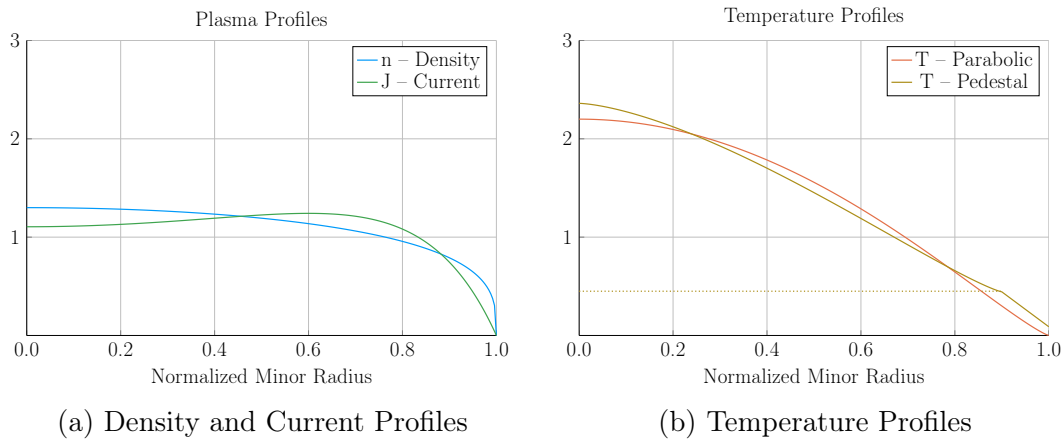 Plasma Profiles
3
2
1
n – Density
J – Current
0.0 0.2 0.4 0.6 0.8 1.0
Normalized Minor Radius
(a) Density and Current Profiles
Temperature Profiles
3
2
1
T – Parabolic
T – Pedestal
0.0 0.2 0.4 0.6 0.8 1.0
Normalized Minor Radius
(b) Temperature Profiles